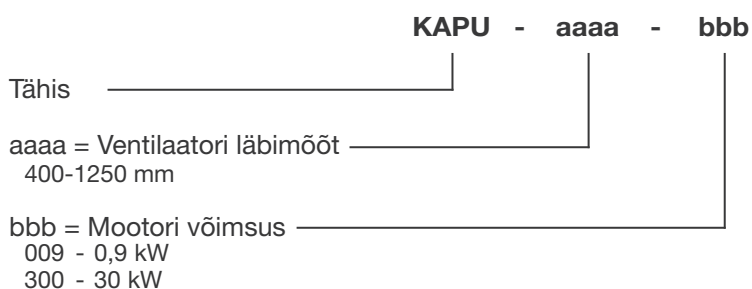 KAPU - aaaa - bbb
Tähis
aaaa = Ventilaatori läbimõõt
400-1250 mm
bbb = Mootori võimsus
009 - 0,9 kW
300 - 30 kW